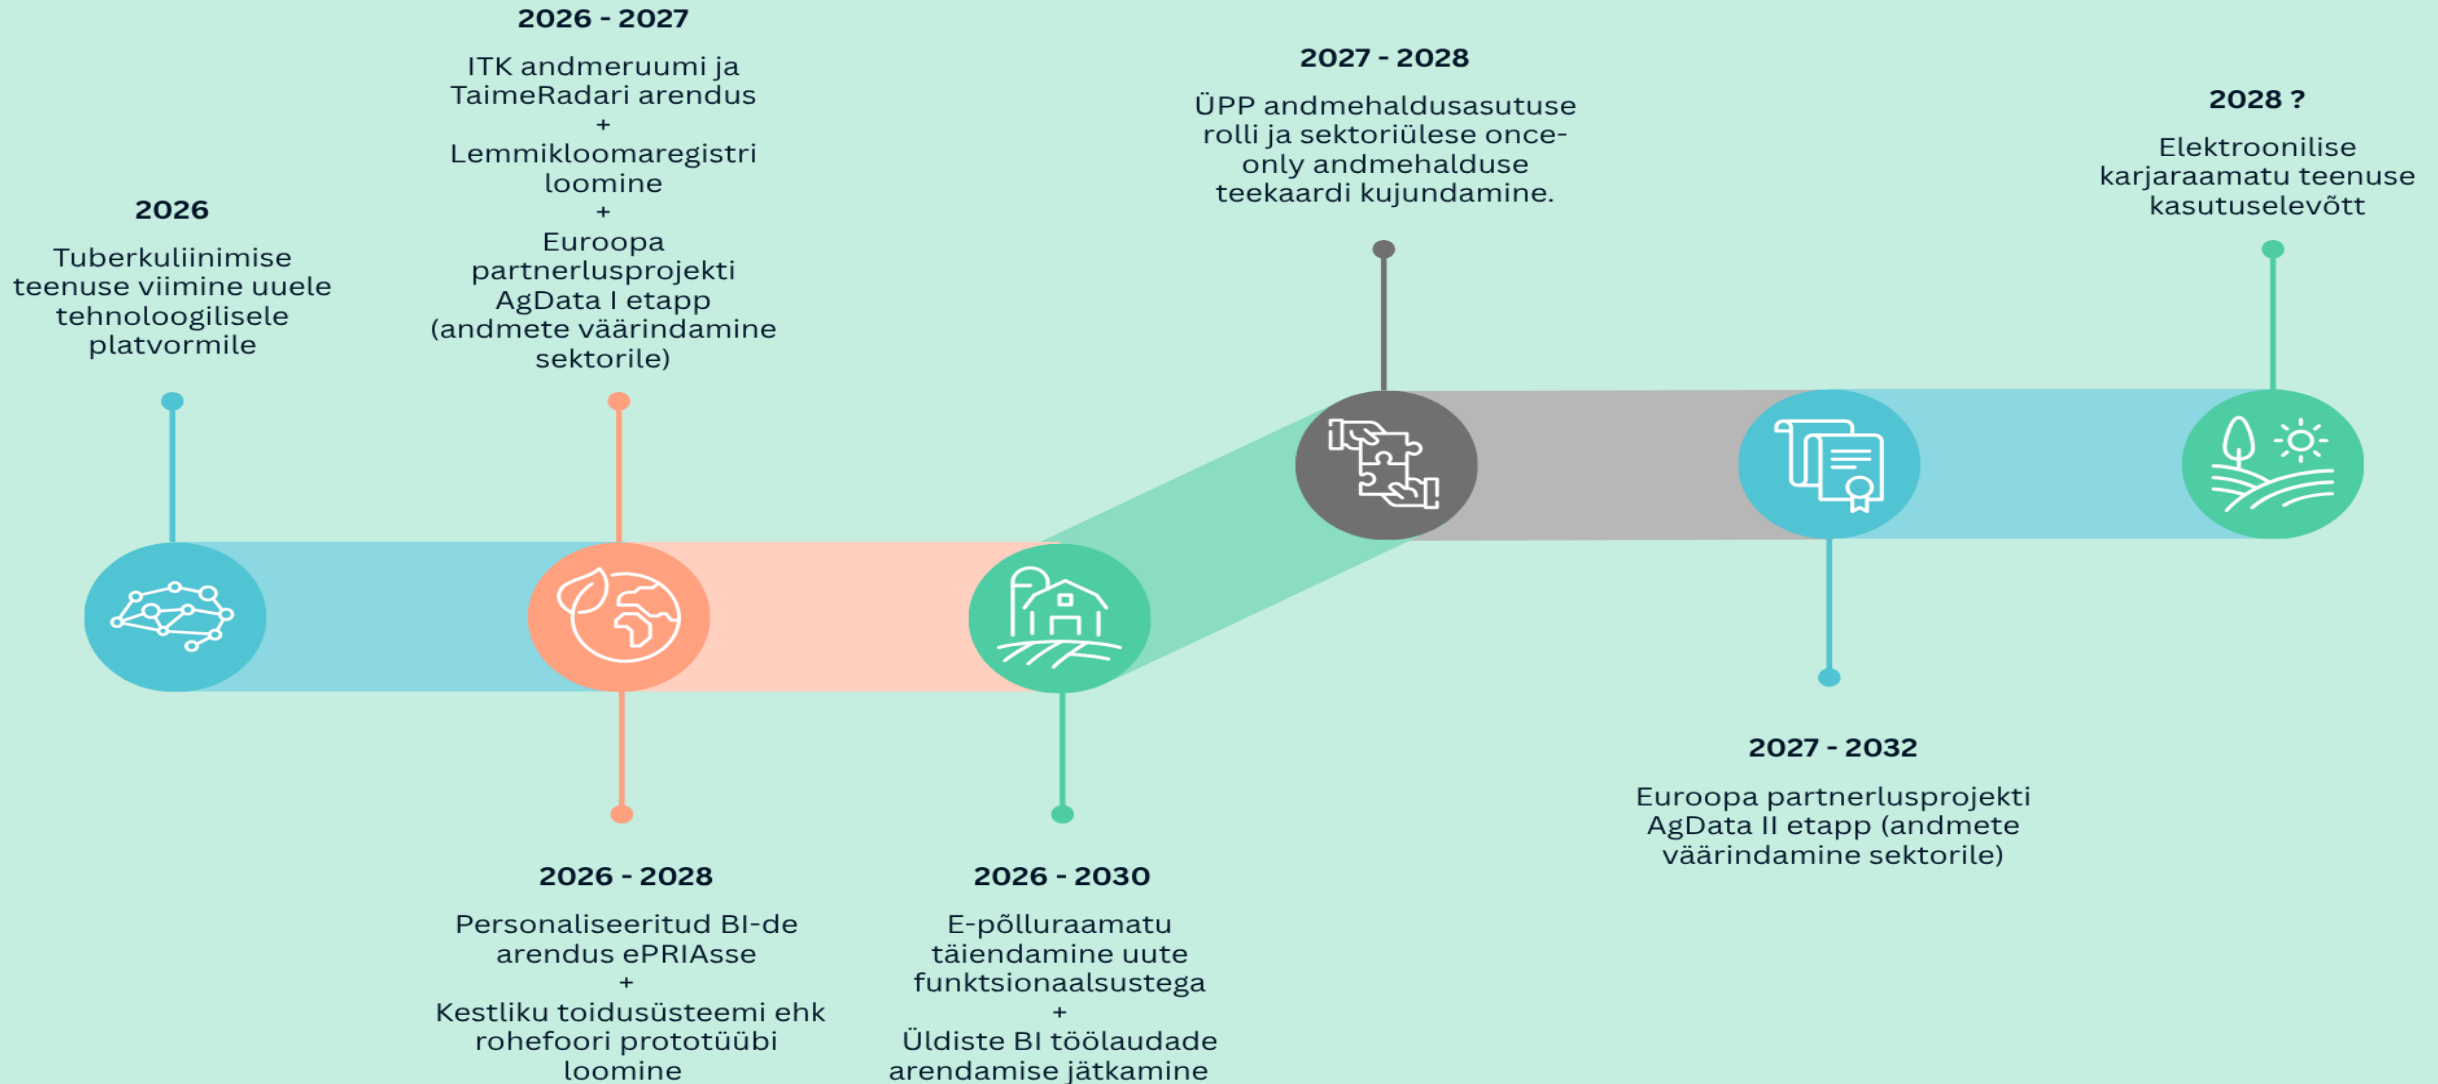 2026
Tuberkuliinimise
teenuse viimine uuele
tehnoloogilisele
platvormile
2026 - 2027
ITK andmeruumi ja
TaimeRadari arendus
+
Lemmikloomaregistri
loomine
+
Euroopa
partnerlusprojekti
AgData I etapp
(andmete väärindamine
sektorile)
2026 - 2028
Personaliseeritud BI-de
arendus ePRIAsse
+
Kestliku toidusüsteemi ehk
rohefoori prototüübi
loomine
2026 - 2030
E-põlluraamatu
täiendamine uute
funktsionaalsustega
+
Üldiste BI töölaudade
arendamise jätkamine
2027 - 2028
ÜPP andmehaldusasutuse
rolli ja sektoriülese once-
only andmehalduse
teekaardi kujundamine.
2027 - 2032
Euroopa partnerlusprojekti
AgData II etapp (andmete
väärindamine sektorile)
2028 ?
Elektroonilise
karjaraamatu teenuse
kasutuselevõtt